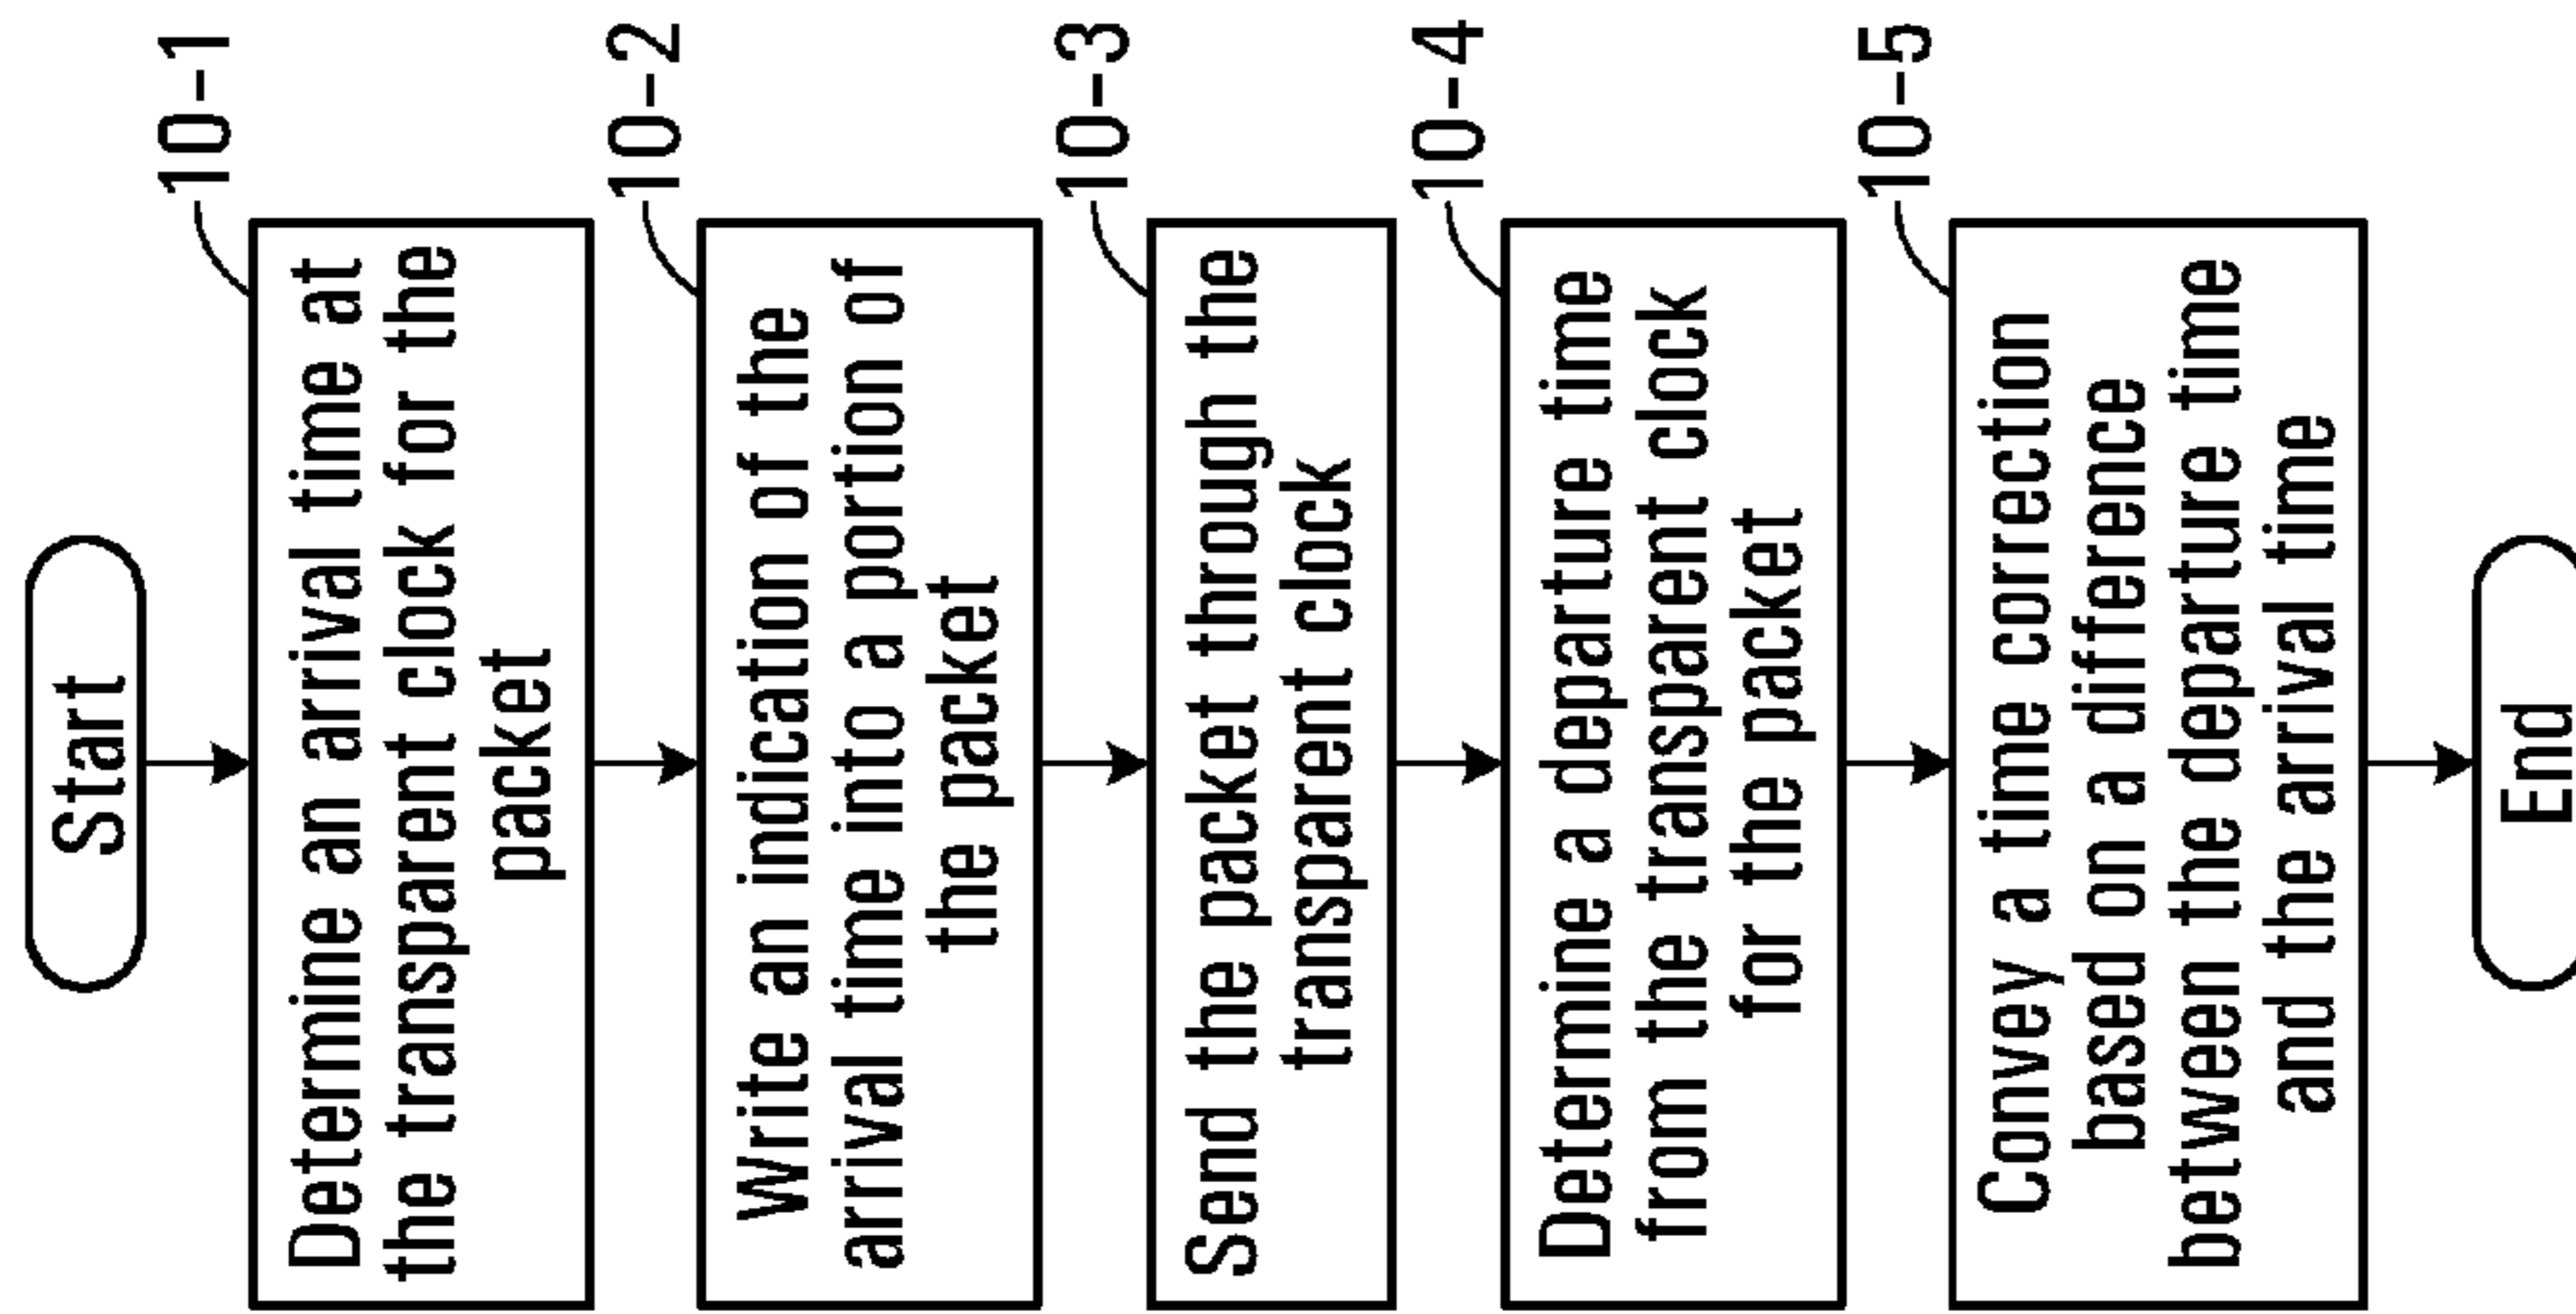 Start
10-1
Determine an arrival time at
the transparent clock for the
packet
10-2
Write an indication of the
arrival time into a portion of
the packet
10-3
Send the packet through the
transparent clock
10-4
Determine a departure time
from the transparent clock
for the packet
10-5
Convey a time correction
based on a difference
between the departure time
and the arrival time
End